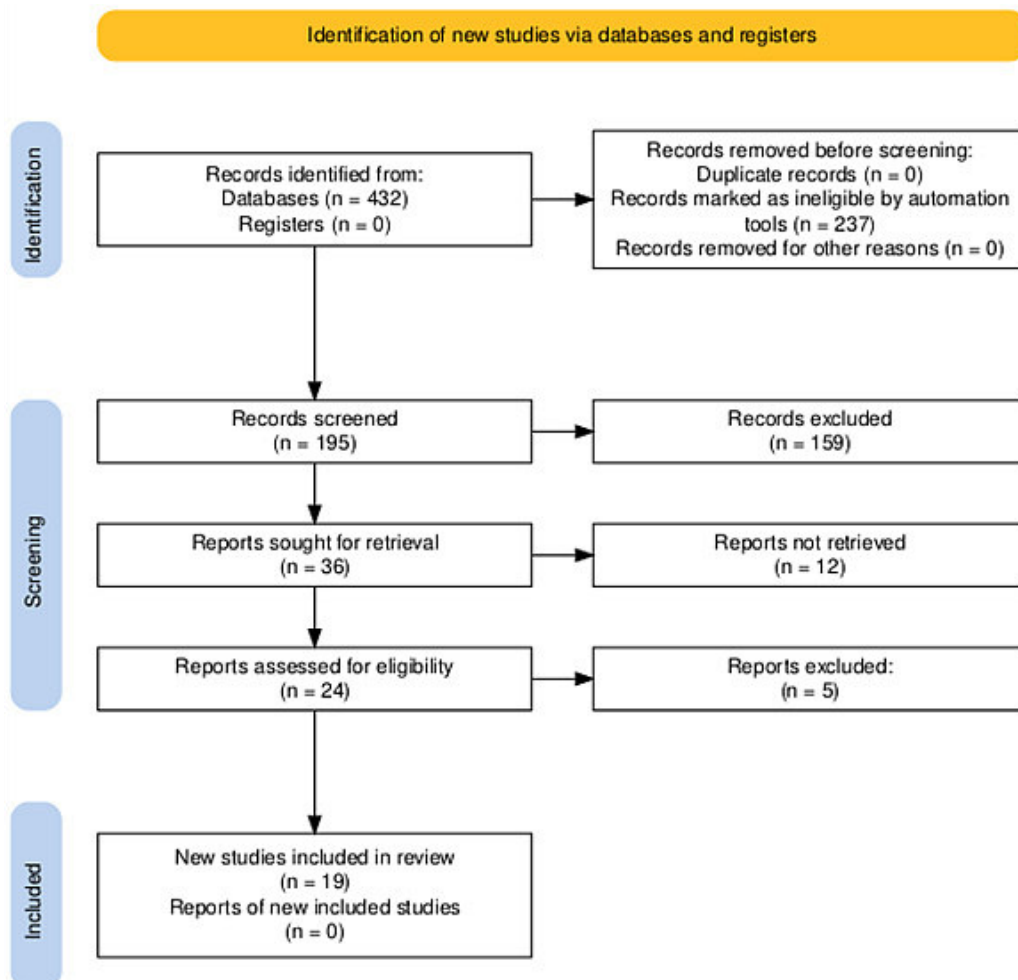 Identification of new studies via databases and registers
Identification
Records identified from:
Databases (n = 432)
Registers (n = 0)
Records removed before screening:
Duplicate records (n = 0)
Records marked as ineligible by automation
tools (n = 237)
Records removed for other reasons (n = 0)
Screening
Records screened
(n = 195)
Records excluded
(n = 159)
Reports sought for retrieval
(n = 36)
Reports not retrieved
(n = 12)
Reports assessed for eligibility
(n = 24)
Reports excluded:
(n = 5)
Included
New studies included in review
(n = 19)
Reports of new included studies
(n = 0)